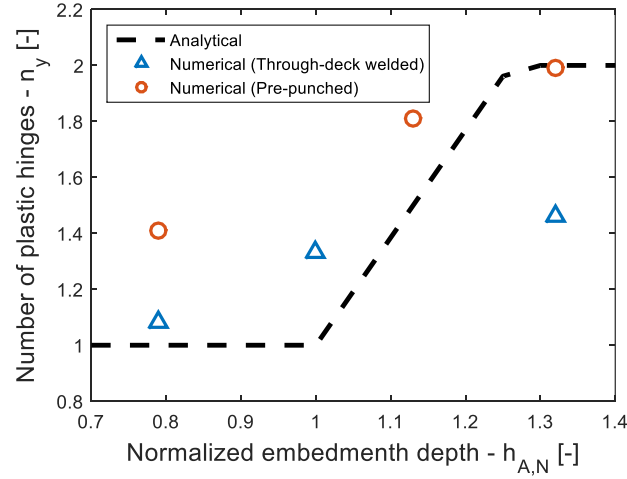 2.2
2
1.8
1.6
1.4
1.2
1
0.8
Number of plastic hinges - n_y [-]
Analytical
Numerical (Through-deck welded)
Numerical (Pre-punched)
0.7 0.8 0.9 1 1.1 1.2 1.3 1.4
Normalized embedmenth depth - h_A,N [-]